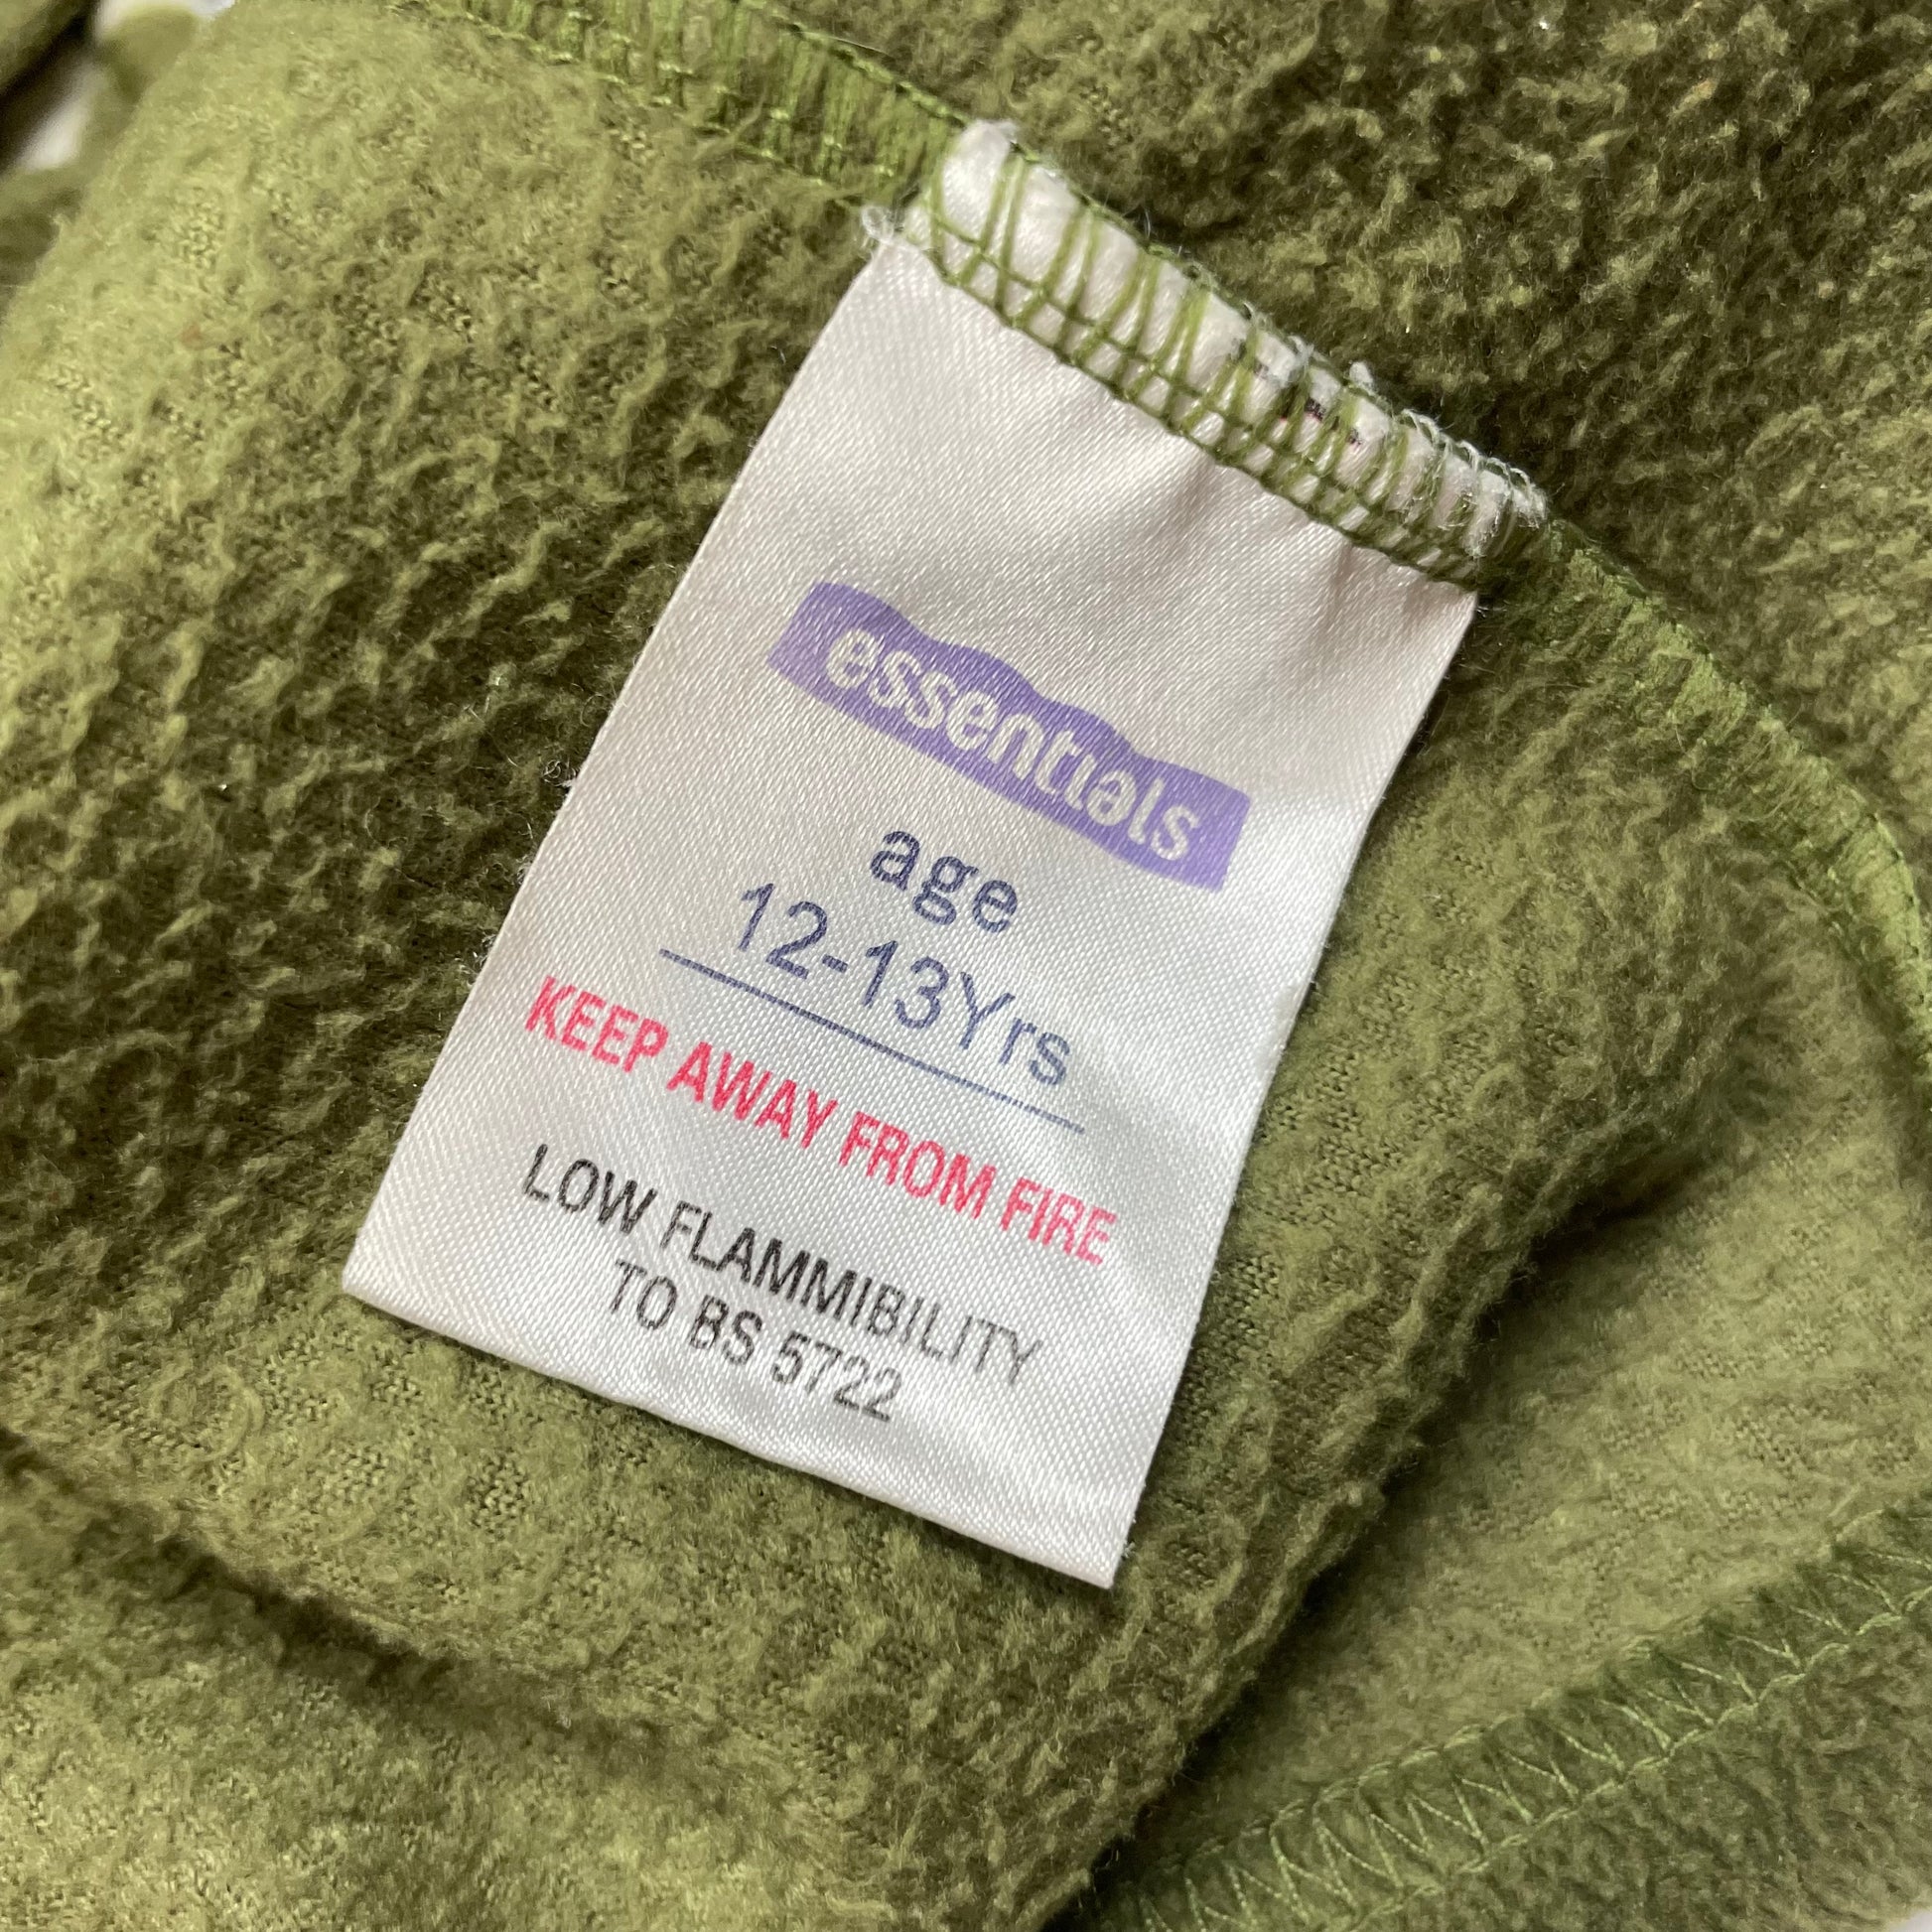 essentials
age
12-13Yrs
KEEP AWAY FROM FIRE
LOW FLAMMIBILITY
TO BS 5722